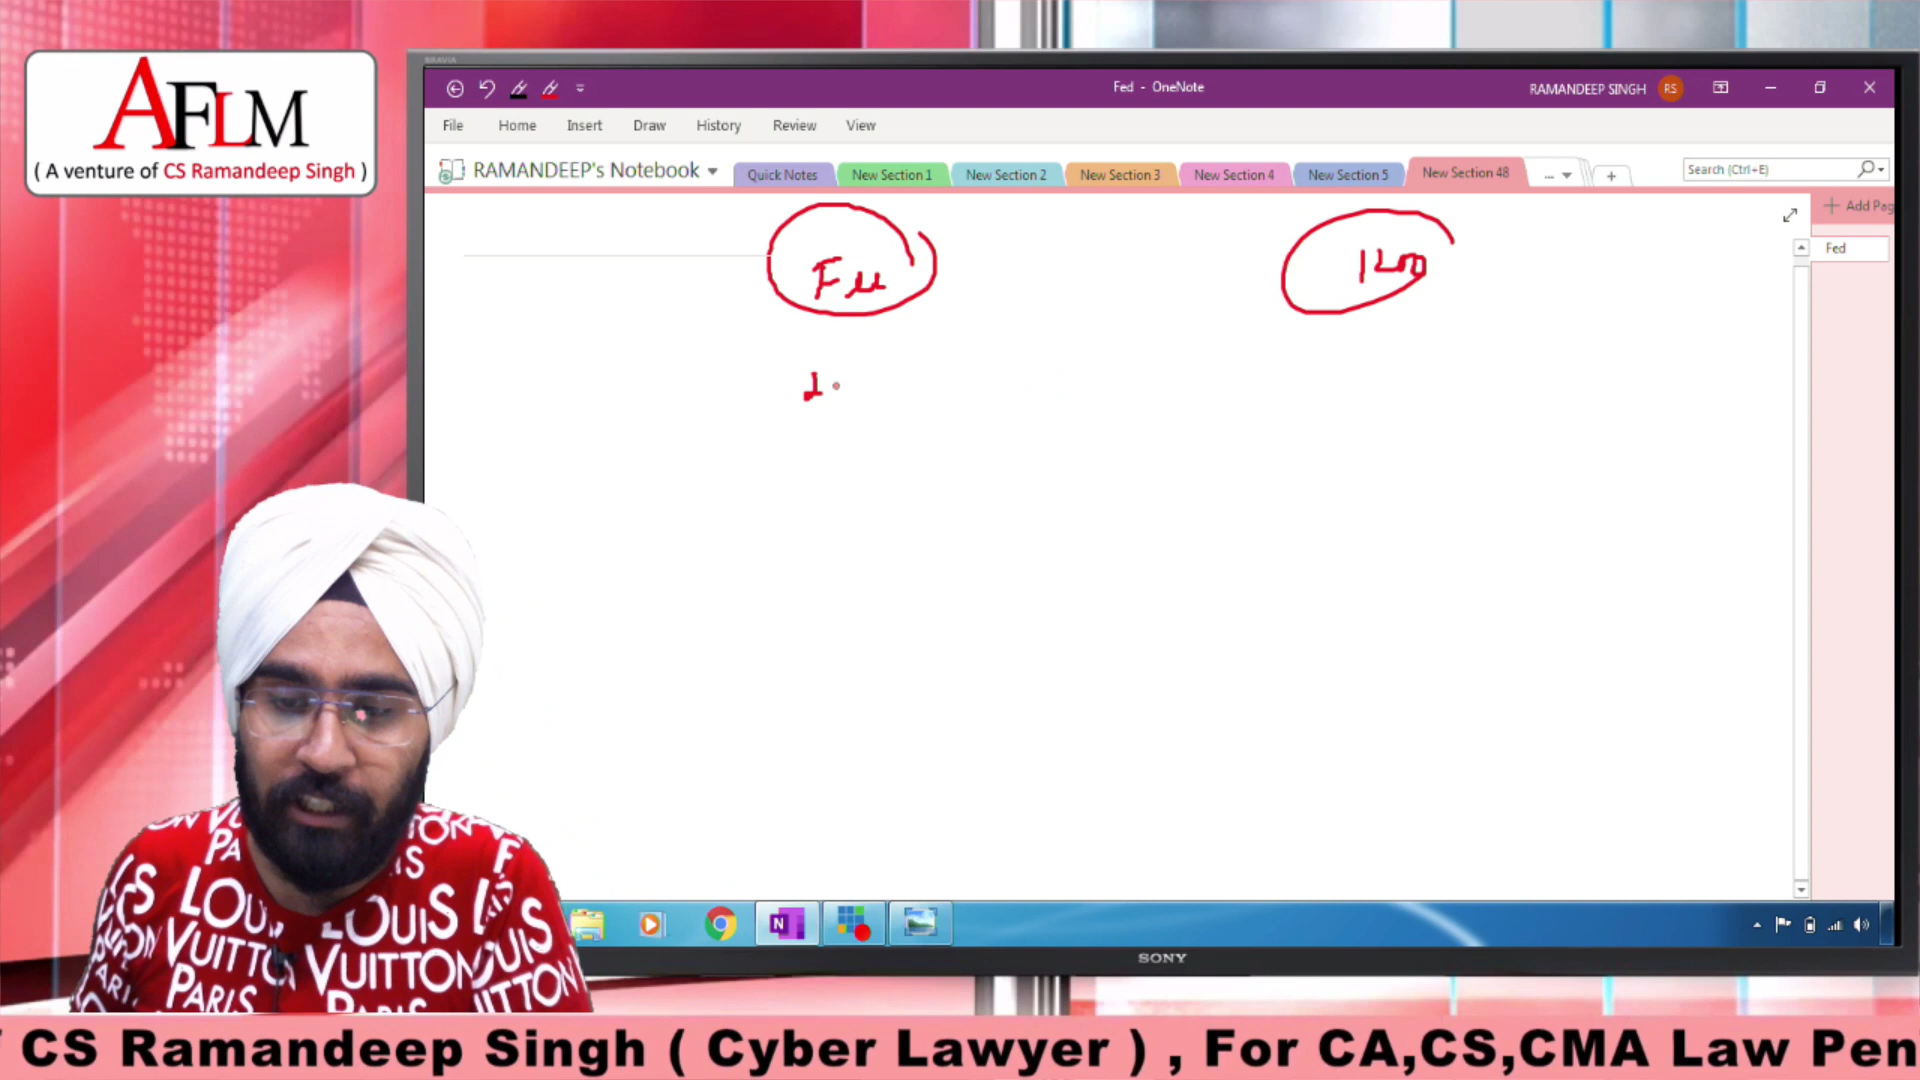 AFLM
( A venture of CS Ramandeep Singh )
BRAVIA
Fed - OneNote
RAMANDEEP SINGH RS
File Home Insert Draw History Review View
RAMANDEEP's Notebook Quick Notes New Section 1 New Section 2 New Section 3 New Section 4 New Section 5 New Section 48 ... + Search (Ctrl+E)
+ Add Pag
Fed
LOUIS
VUITTON
PARIS
LOUIS
VUITTON
SONY
CS Ramandeep Singh ( Cyber Lawyer ) , For CA,CS,CMA Law Pen